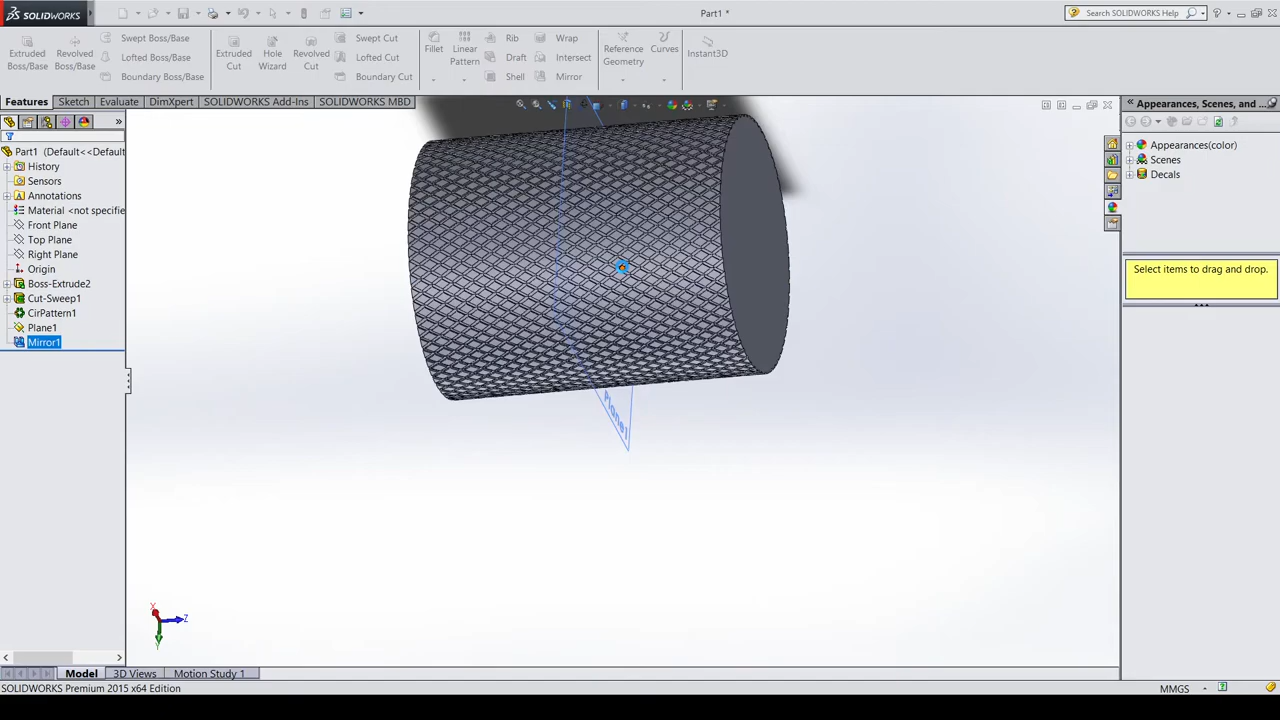 SOLIDWORKS
Part1 *
Search SOLIDWORKS Help
Extruded Boss/Base
Revolved Boss/Base
Swept Boss/Base
Lofted Boss/Base
Boundary Boss/Base
Extruded Cut
Hole Wizard
Revolved Cut
Swept Cut
Lofted Cut
Boundary Cut
Fillet
Linear Pattern
Rib
Draft
Shell
Wrap
Intersect
Mirror
Reference Geometry
Curves
Instant3D
Features
Sketch
Evaluate
DimXpert
SOLIDWORKS Add-Ins
SOLIDWORKS MBD
Part1 (Default<<Default
History
Sensors
Annotations
Material <not specifie
Front Plane
Top Plane
Right Plane
Origin
Boss-Extrude2
Cut-Sweep1
CirPattern1
Plane1
Mirror1
Plane1
X
Z
Y
Appearances, Scenes, and ...
Appearances(color)
Scenes
Decals
Select items to drag and drop.
Model
3D Views
Motion Study 1
SOLIDWORKS Premium 2015 x64 Edition
MMGS